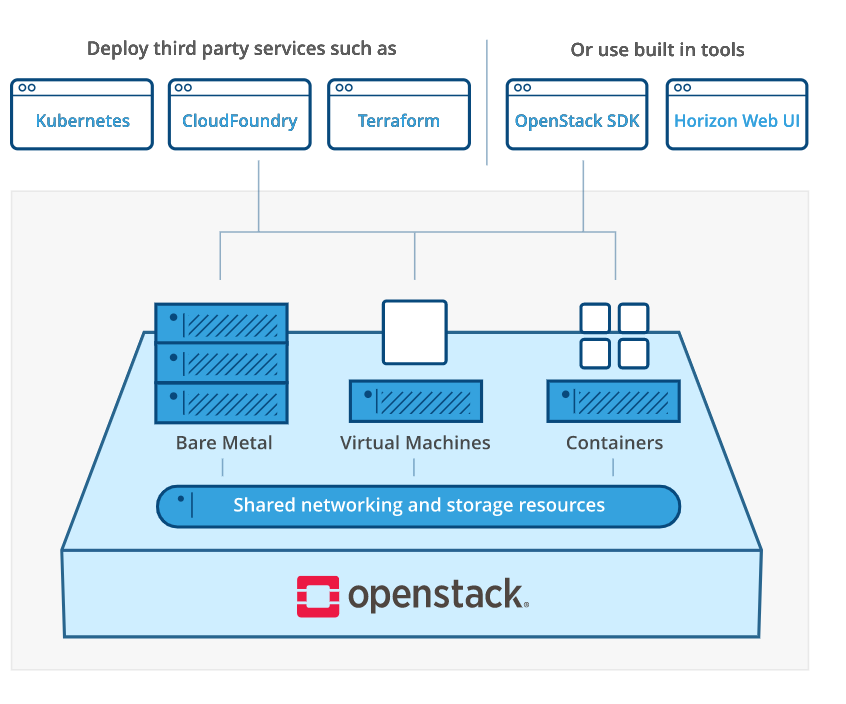 Deploy third party services such as
Or use built in tools
Kubernetes
CloudFoundry
Terraform
OpenStack SDK
Horizon Web UI
Bare Metal
Virtual Machines
Containers
Shared networking and storage resources
openstack®